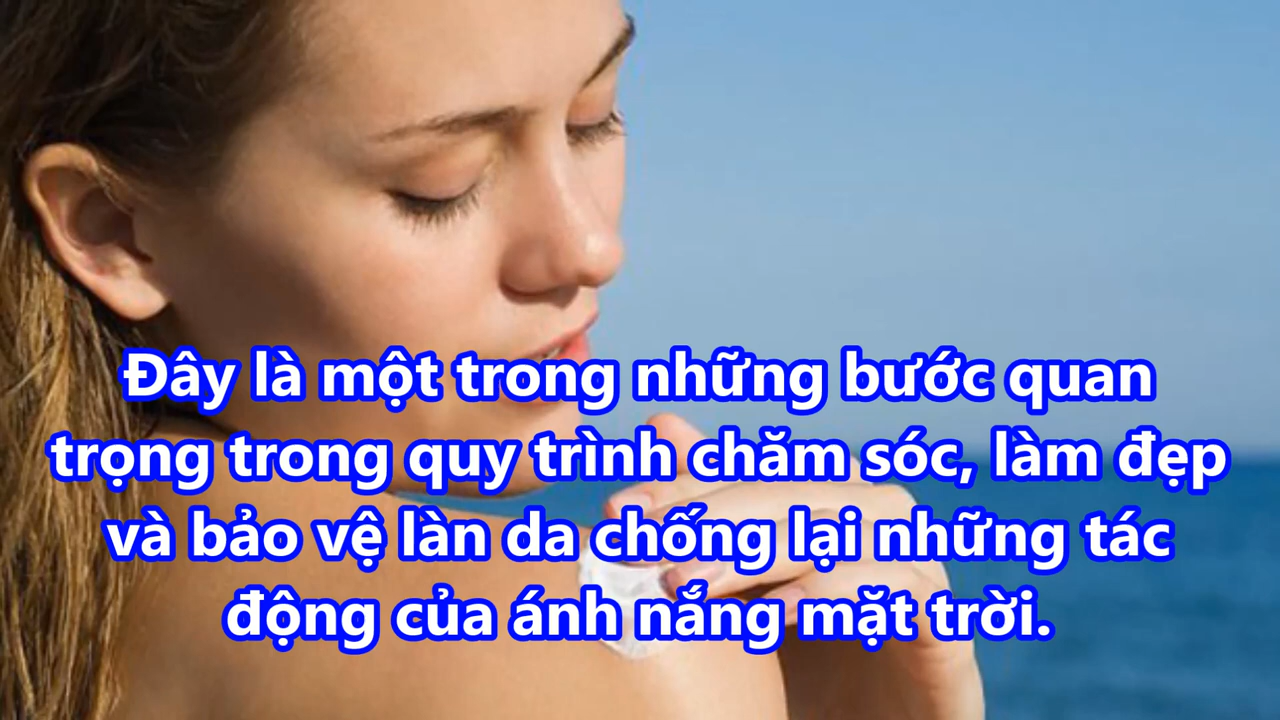 Đây là một trong những bước quan
trọng trong quy trình chăm sóc, làm đẹp
và bảo vệ làn da chống lại những tác
động của ánh nắng mặt trời.